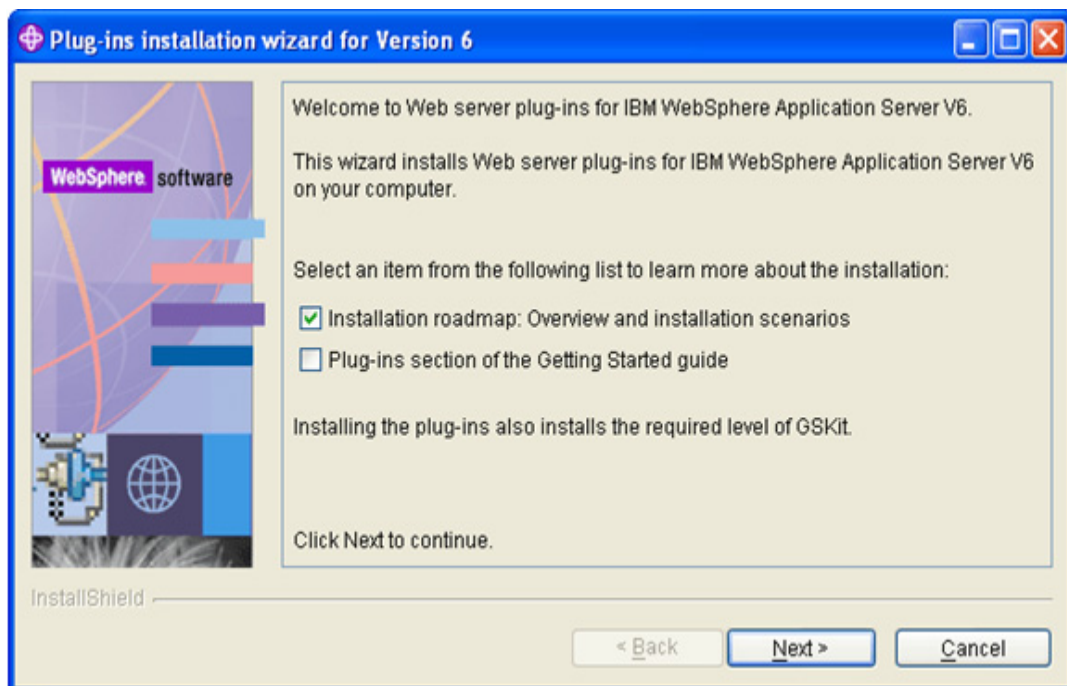 Plug-ins installation wizard for Version 6
WebSphere software
Welcome to Web server plug-ins for IBM WebSphere Application Server V6.
This wizard installs Web server plug-ins for IBM WebSphere Application Server V6
on your computer.
Select an item from the following list to learn more about the installation:
Installation roadmap: Overview and installation scenarios
Plug-ins section of the Getting Started guide
Installing the plug-ins also installs the required level of GSKit.
Click Next to continue.
InstallShield
< Back
Next >
Cancel